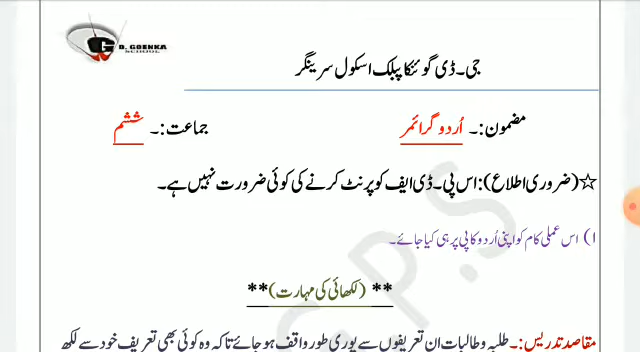 G D. GOENKA
SCHOOL
جی۔ڈی گوئنکا پبلک اسکول سرینگر
مضمون:۔ اُردو گرائمر جماعت:۔ ششم
☆(ضروری اطلاع): اس پی۔ڈی ایف کو پرنٹ کرنے کی کوئی ضرورت نہیں ہے۔
۱) اس عملی کام کو اپنی اُردو کاپی پر ہی کیا جائے۔
** (لکھائی کی مہارت) **
مقاصد تدریس:۔ طلبہ و طالبات ان تعریفوں سے پوری طور واقف ہو جائے تاکہ وہ کوئی بھی تعریف خود سے لکھ
G.P.S